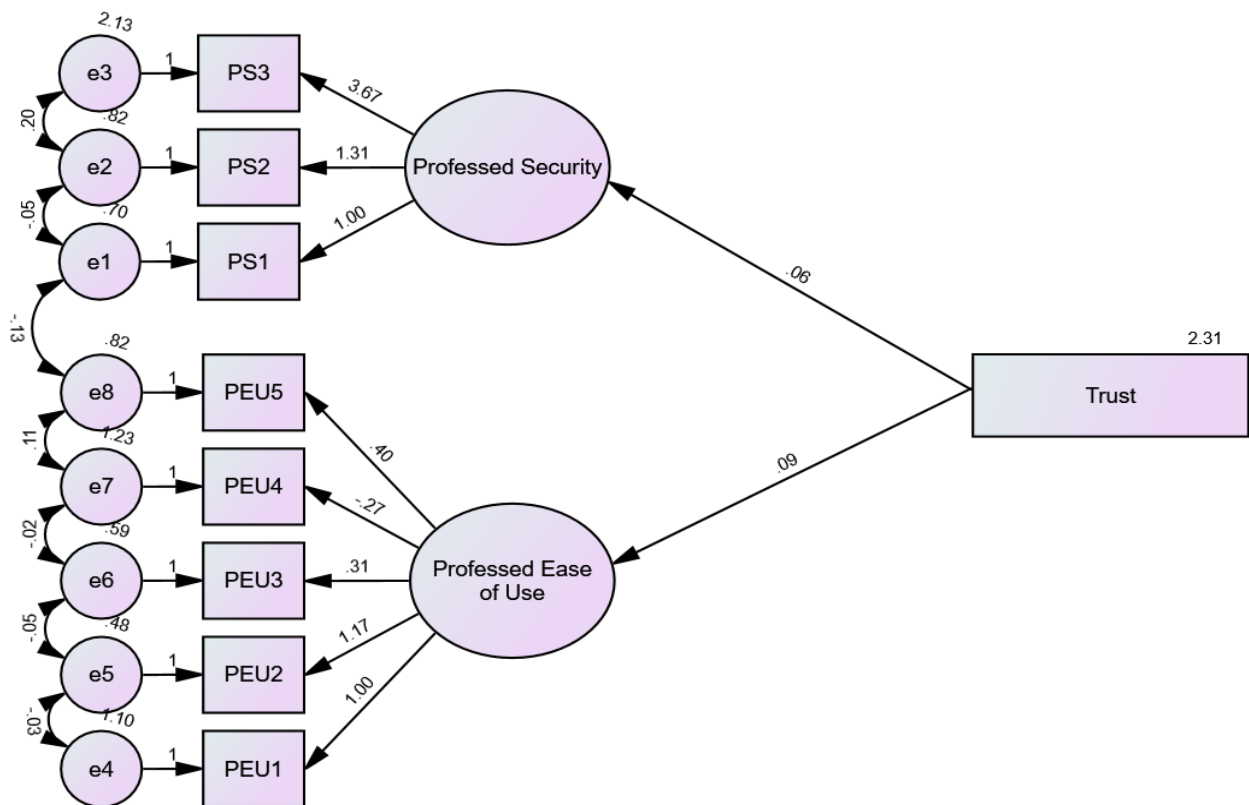 2.13
e3
1
PS3
3.67
.20
.82
e2
1
PS2
1.31
Professed Security
-.05
.70
e1
1
PS1
1.00
.06
-.13
.82
e8
1
PEU5
.40
2.31
Trust
.11
1.23
e7
1
PEU4
-.27
.09
-.02
.59
e6
1
PEU3
.31
Professed Ease
of Use
-.05
.48
e5
1
PEU2
1.17
-.03
1.10
e4
1
PEU1
1.00